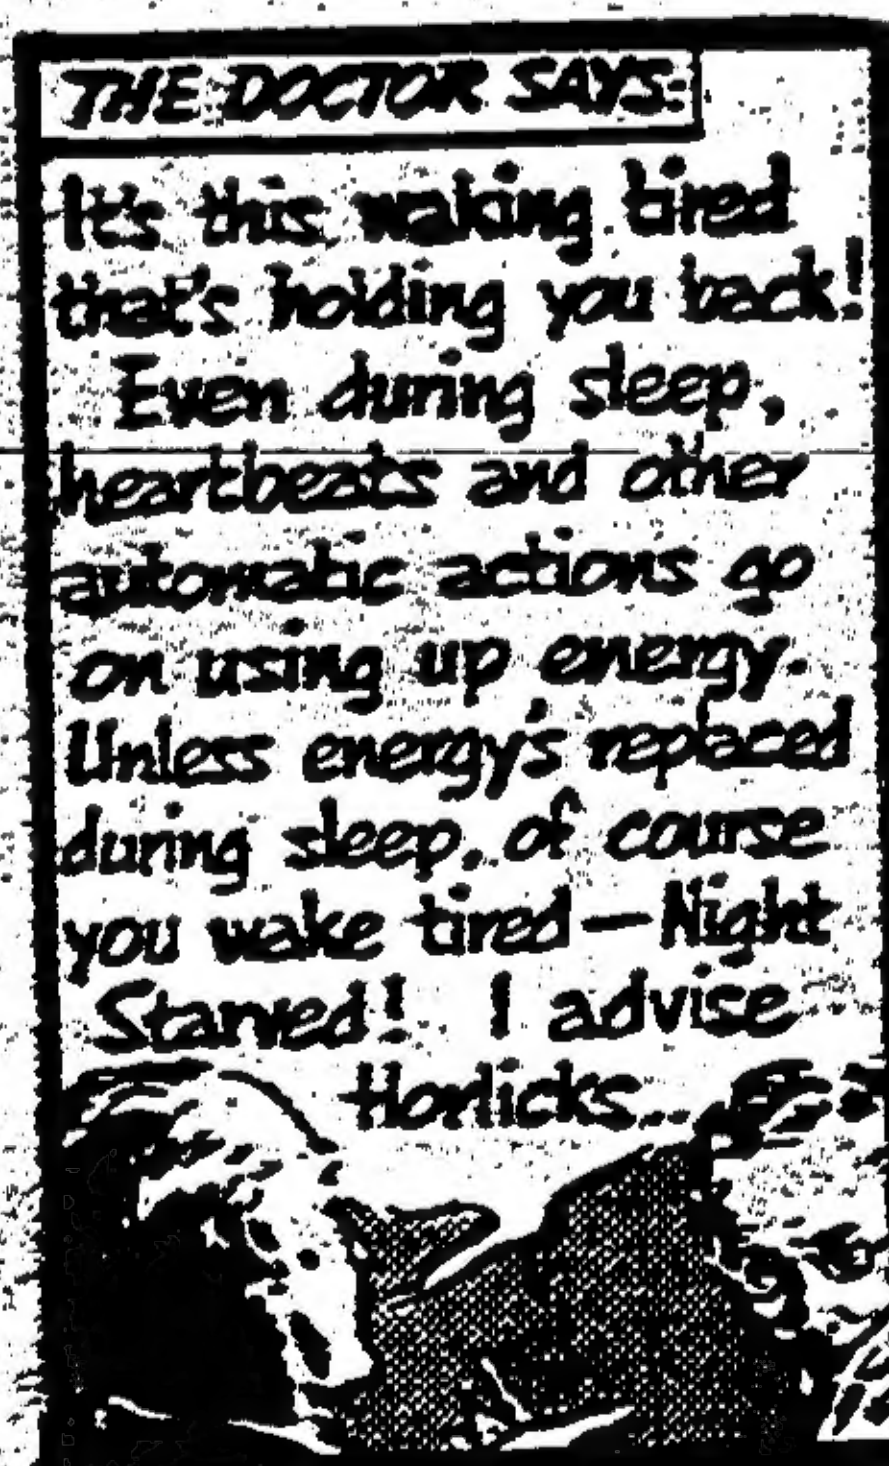 THE DOCTOR SAYS:
It's this waking tired
that's holding you back!
Even during sleep,
heartbeats and other
automatic actions go
on using up energy.
Unless energy's replaced
during sleep, of course
you wake tired—Night
Starved! I advise
Horlicks...